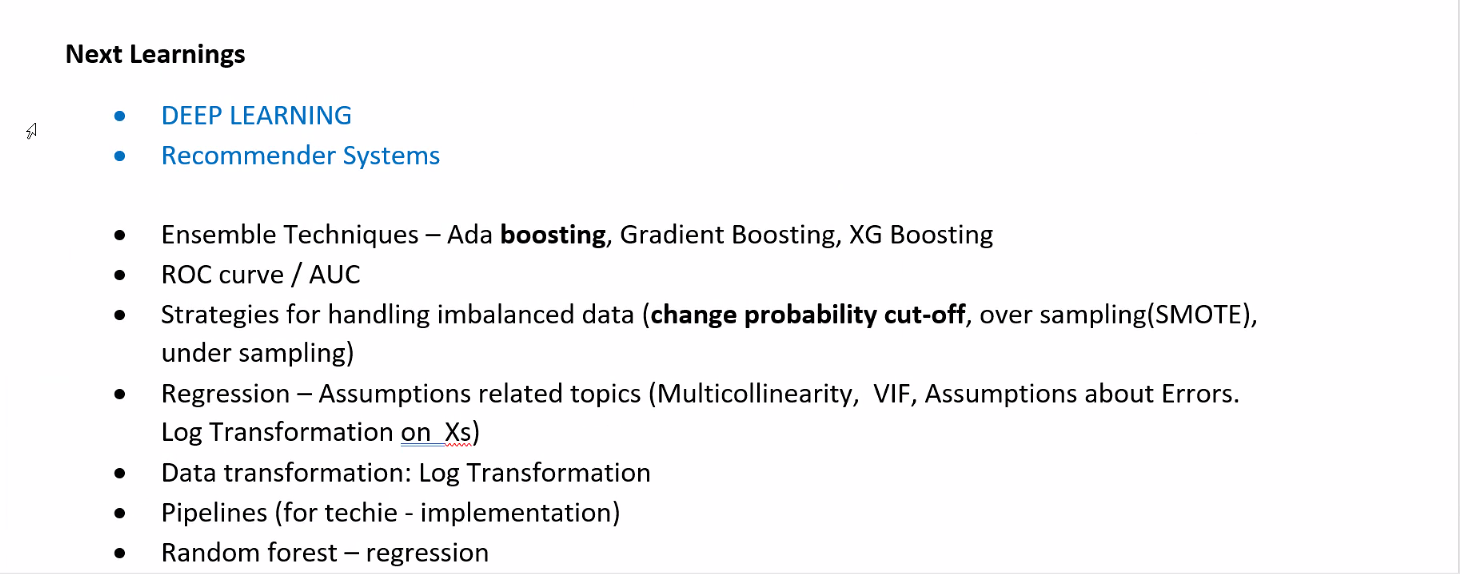 Next Learnings
• DEEP LEARNING
• Recommender Systems
• Ensemble Techniques – Ada boosting, Gradient Boosting, XG Boosting
• ROC curve / AUC
• Strategies for handling imbalanced data (change probability cut-off, over sampling(SMOTE),
under sampling)
• Regression – Assumptions related topics (Multicollinearity,  VIF, Assumptions about Errors.
Log Transformation on  Xs)
• Data transformation: Log Transformation
• Pipelines (for techie - implementation)
• Random forest – regression